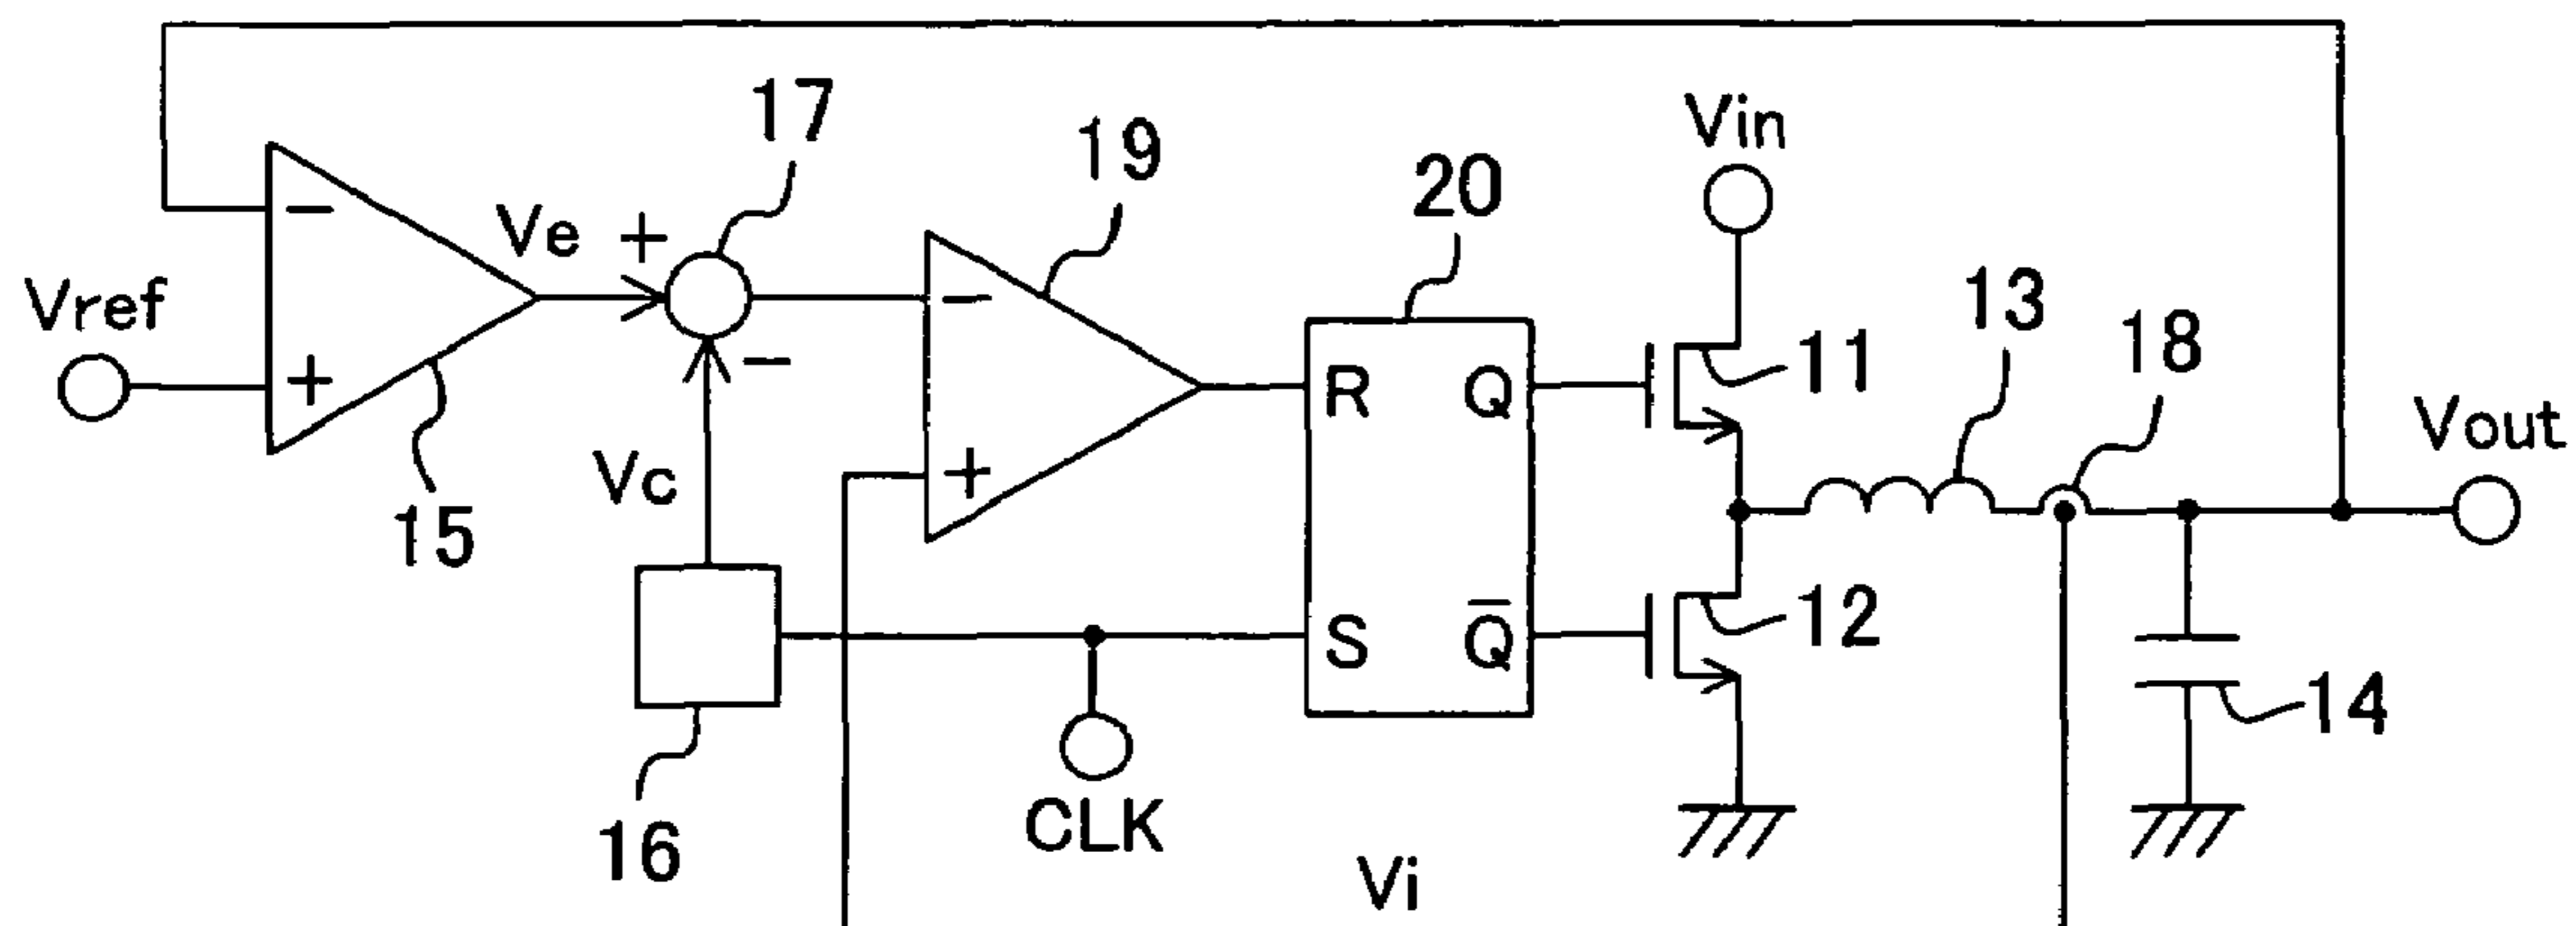 17
Vin
19
20
Ve
+
−
Vref
13
18
−
+
R
Q
11
Vout
+
Vc
−
15
S
Q̅
12
14
16
CLK
Vi